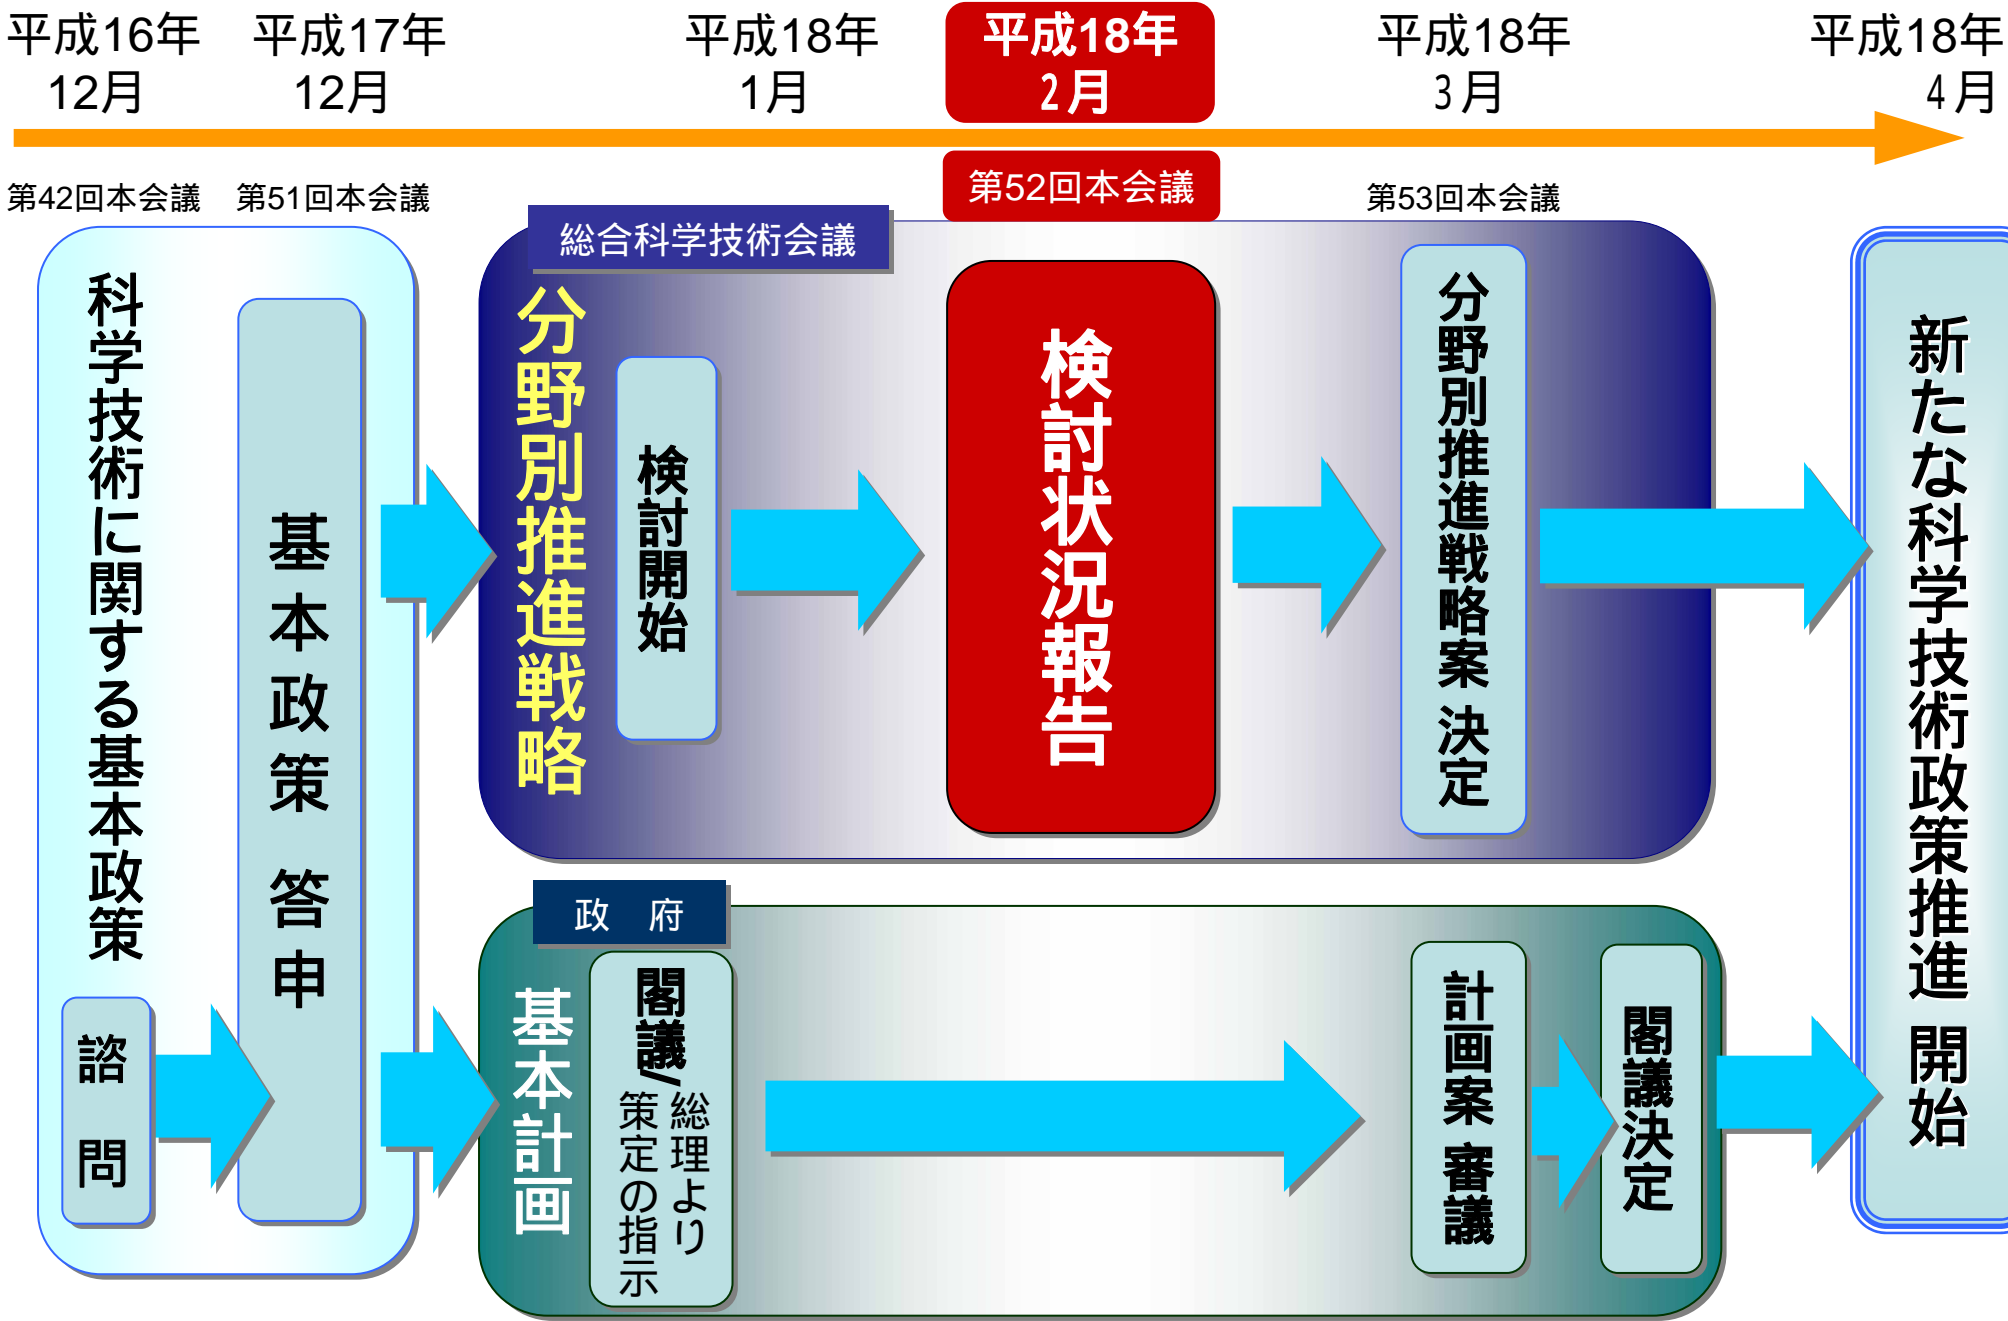 平成16年
12月
平成17年
12月
平成18年
1月
平成18年
2月
平成18年
3月
平成18年
4月
第42回本会議
第51回本会議
第52回本会議
第53回本会議
科学技術に関する基本政策
諮問
基本政策 答申
総合科学技術会議
分野別推進戦略
検討開始
検討状況報告
分野別推進戦略案 決定
政 府
基本計画
閣議/
総理より
策定の指示
計画案 審議
閣議決定
新たな科学技術政策推進 開始